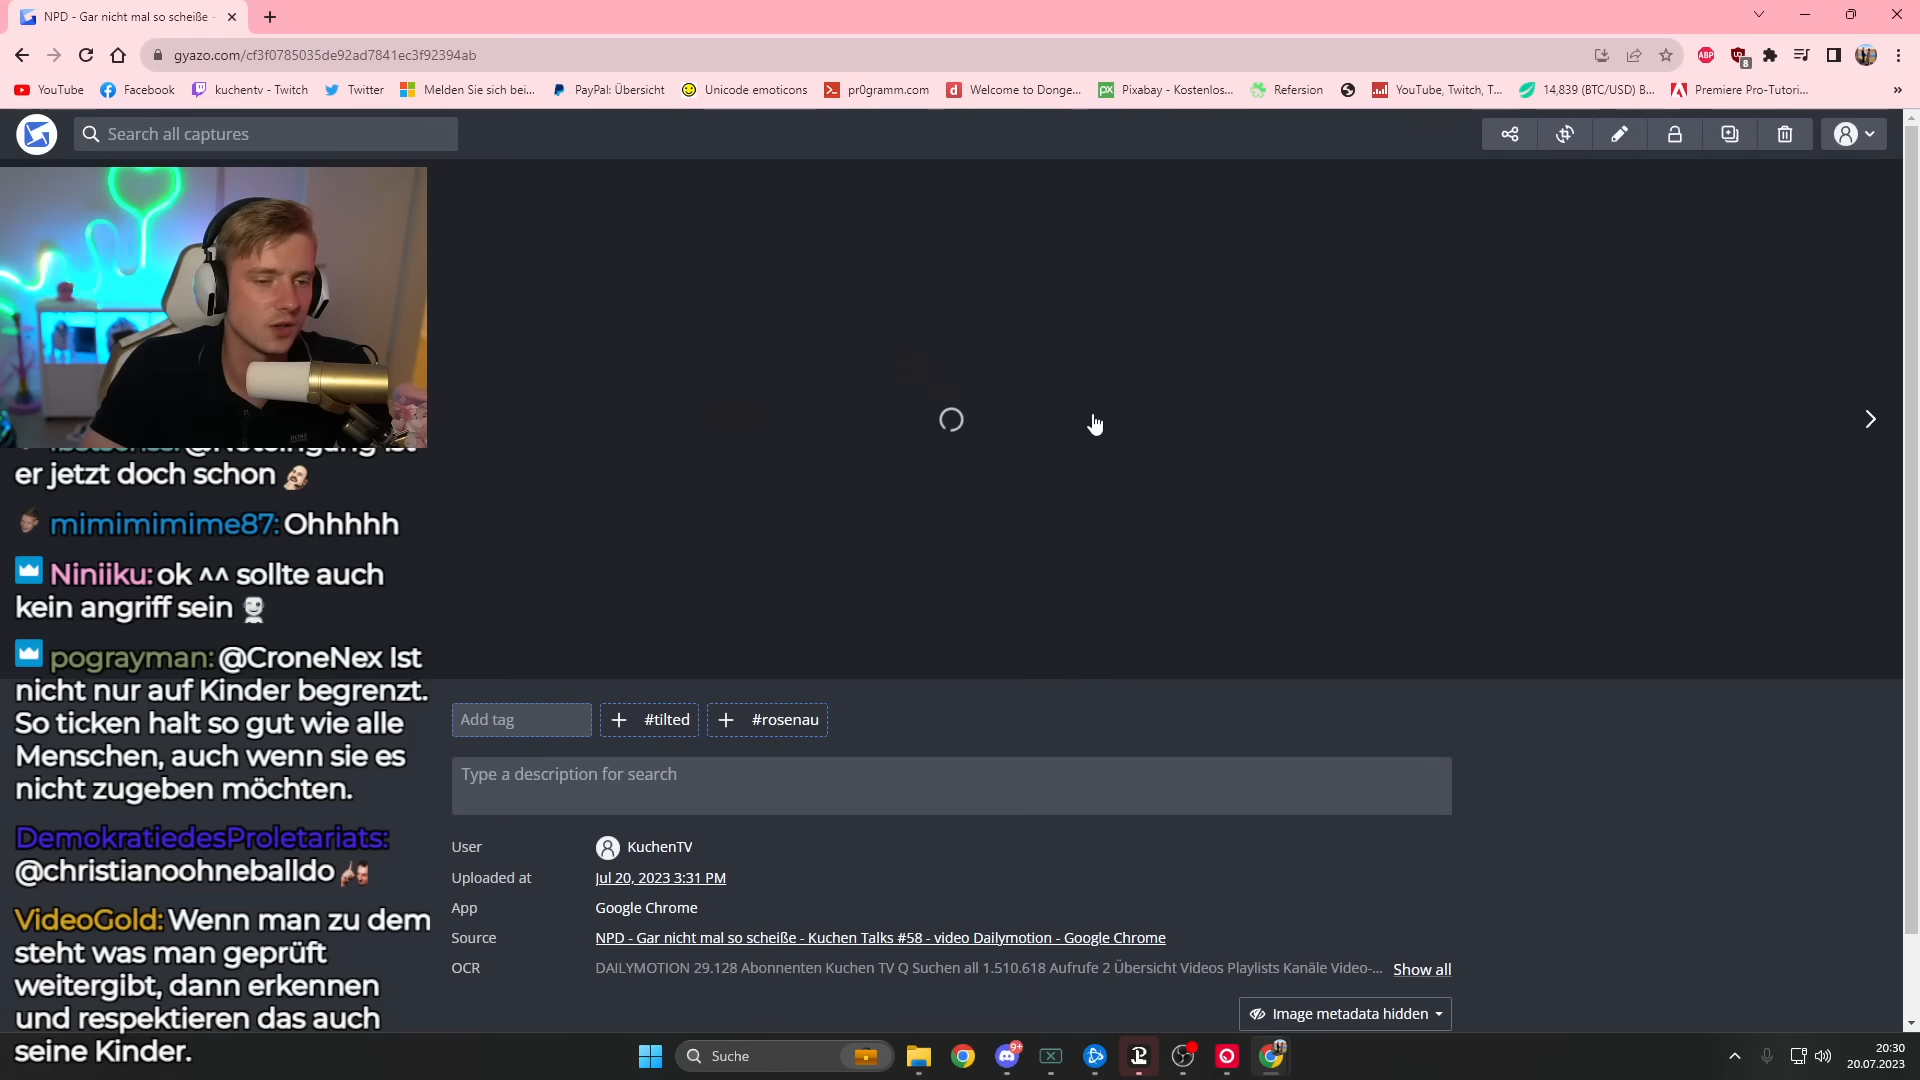 NPD - Gar nicht mal so scheiße -
gyazo.com/cf3f0785035de92ad7841ec3f92394ab
ABP
8
YouTube
Facebook
kuchentv - Twitch
Twitter
Melden Sie sich bei...
PayPal: Übersicht
Unicode emoticons
pr0gramm.com
Welcome to Donge...
Pixabay - Kostenlos...
Refersion
YouTube, Twitch, T...
14,839 (BTC/USD) B...
Premiere Pro-Tutori...
»
Search all captures
er jetzt doch schon
mimimimime87: Ohhhhh
Niniiku: ok ^^ sollte auch
kein angriff sein
pograyman: @CroneNex Ist
nicht nur auf Kinder begrenzt.
So ticken halt so gut wie alle
Menschen, auch wenn sie es
nicht zugeben möchten.
DemokratiedesProletariats:
@christianoohneballdo
VideoGold: Wenn man zu dem
steht was man geprüft
weitergibt, dann erkennen
und respektieren das auch
seine Kinder.
Add tag
#tilted
#rosenau
Type a description for search
User KuchenTV
Uploaded at Jul 20, 2023 3:31 PM
App Google Chrome
Source NPD - Gar nicht mal so scheiße - Kuchen Talks #58 - video Dailymotion - Google Chrome
OCR DAILYMOTION 29.128 Abonnenten Kuchen TV Q Suchen all 1.510.618 Aufrufe 2 Übersicht Videos Playlists Kanäle Video-... Show all
Image metadata hidden
Suche
9+
20:30
20.07.2023